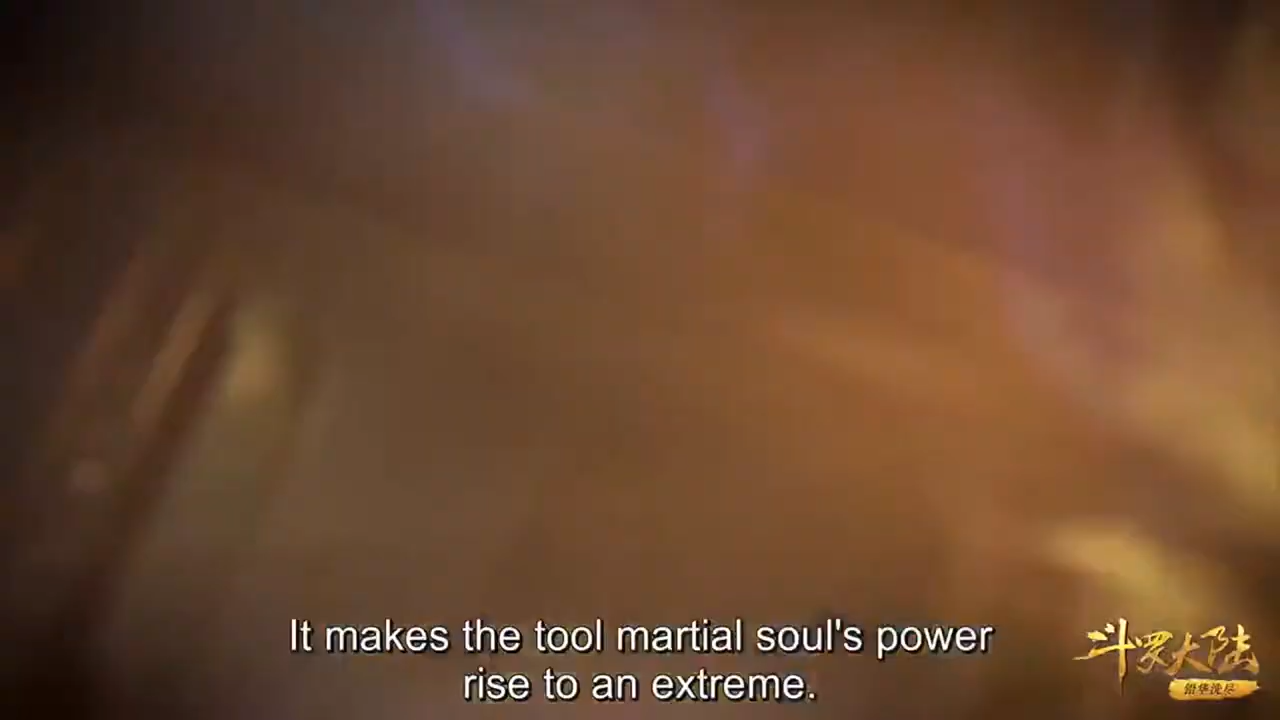 It makes the tool martial soul's power
rise to an extreme.
斗罗大陆